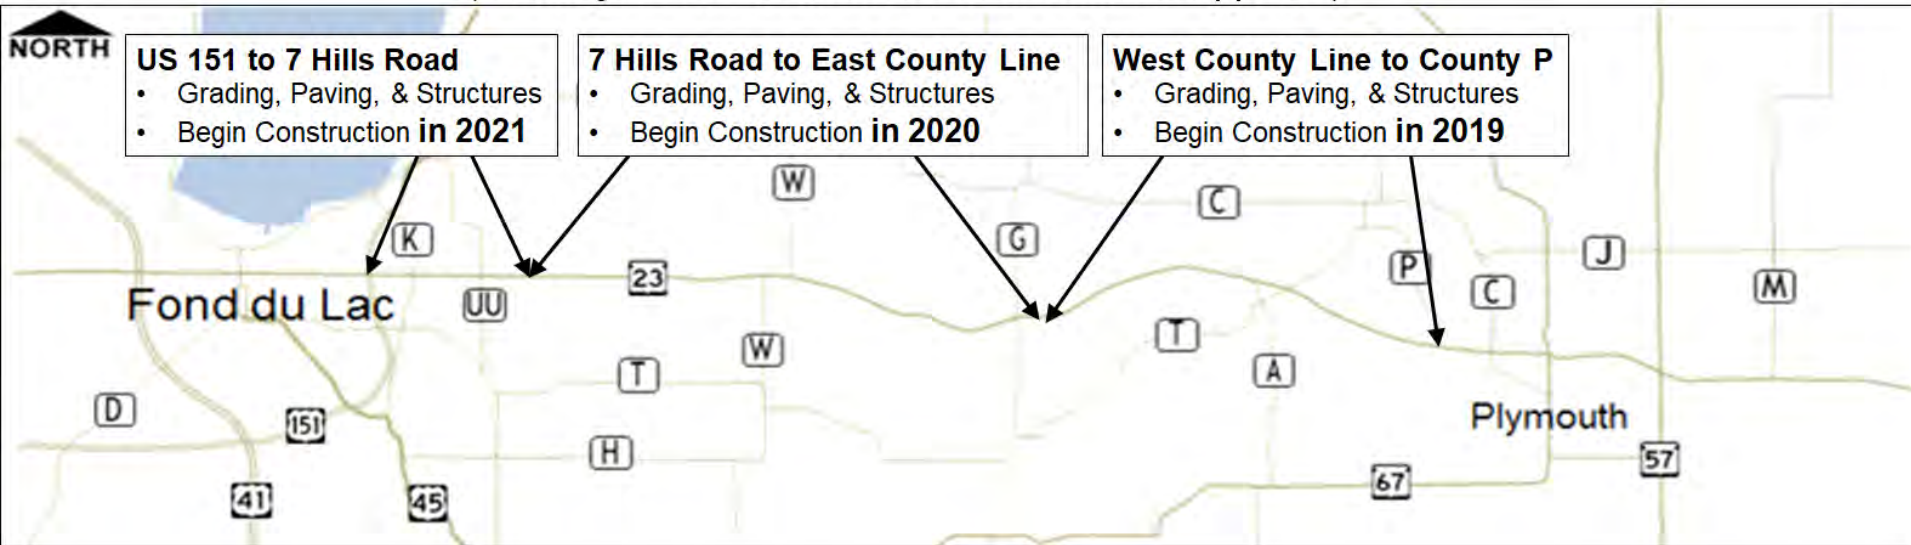 NORTH
US 151 to 7 Hills Road
• Grading, Paving, & Structures
• Begin Construction in 2021
7 Hills Road to East County Line
• Grading, Paving, & Structures
• Begin Construction in 2020
West County Line to County P
• Grading, Paving, & Structures
• Begin Construction in 2019
W
C
K
G
J
P
23
M
C
Fond du Lac
UU
T
W
T
A
D
Plymouth
151
H
57
67
41
45